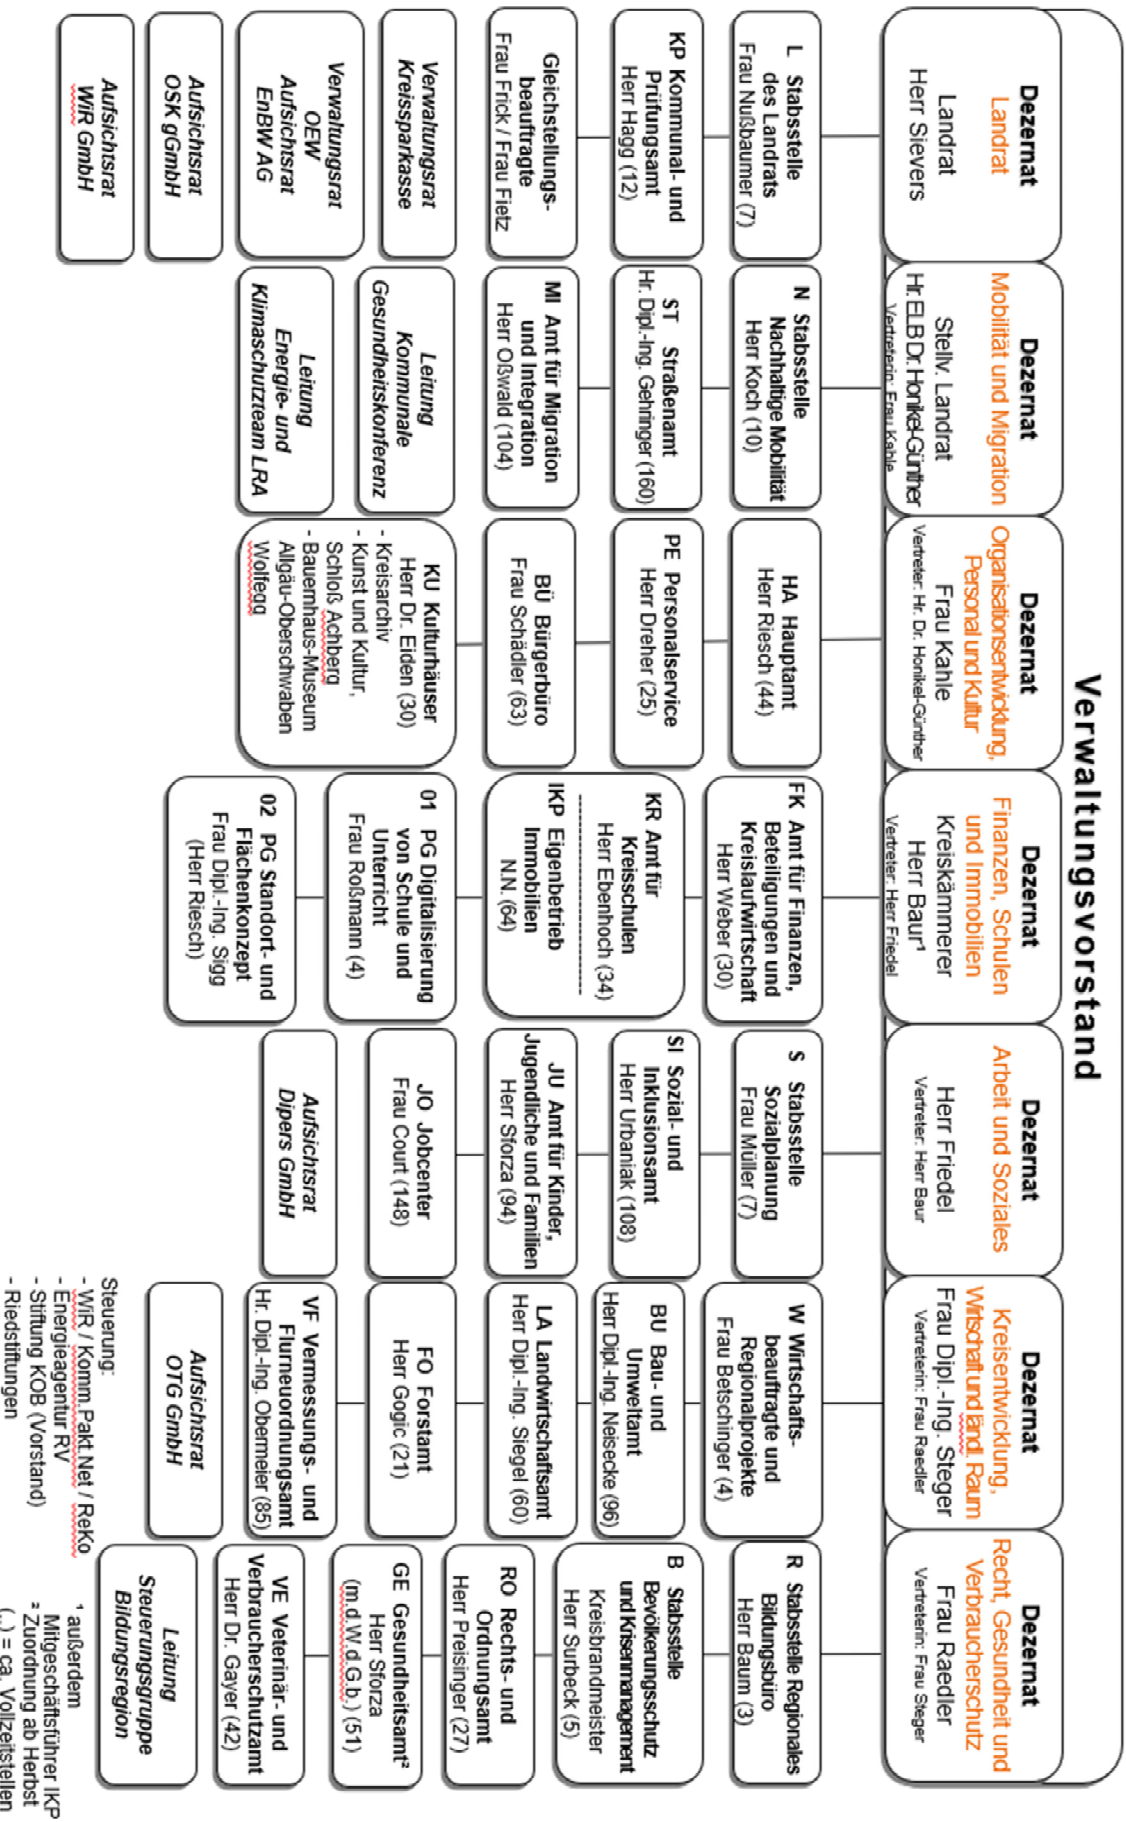 Verwaltungsvorstand
Dezernat
Landrat
Landrat
Herr Sievers
L Stabsstelle
des Landrats
Frau Nußbaumer (7)
KP Kommunal- und
Prüfungsamt
Herr Hagg (12)
Gleichstellungs-
beauftragte
Frau Frick / Frau Fietz
Verwaltungsrat
Kreissparkasse
Verwaltungsrat
OEW
Aufsichtsrat
EnBW AG
Aufsichtsrat
OSK gGmbH
Aufsichtsrat
WiR GmbH
Dezernat
Mobilität und Migration
Stellv. Landrat
Hr. ELB Dr. Honikel-Günther
Vertreterin: Frau Kahle
N Stabsstelle
Nachhaltige Mobilität
Herr Koch (10)
ST Straßenamt
Hr. Dipl.-Ing. Gehringer (160)
MI Amt für Migration
und Integration
Herr Oßwald (104)
Leitung
Kommunale
Gesundheitskonferenz
Leitung
Energie- und
Klimaschutzteam LRA
Dezernat
Organisationsentwicklung,
Personal und Kultur
Frau Kahle
Vertreter: Hr. Dr. Honikel-Günther
HA Hauptamt
Herr Riesch (44)
PE Personalservice
Herr Dreher (25)
BÜ Bürgerbüro
Frau Schädler (63)
KU Kulturhäuser
Herr Dr. Eiden (30)
- Kreisarchiv
- Kunst und Kultur,
Schloß Achberg
- Bauernhaus-Museum
Allgäu-Oberschwaben
Wolfegg
Dezernat
Finanzen, Schulen
und Immobilien
Kreiskämmerer
Herr Baur¹
Vertreter: Herr Friedel
FK Amt für Finanzen,
Beteiligungen und
Kreislaufwirtschaft
Herr Weber (30)
KR Amt für
Kreisschulen
Herr Ebenhoch (34)
IKP Eigenbetrieb
Immobilien
N.N. (64)
01 PG Digitalisierung
von Schule und
Unterricht
Frau Roßmann (4)
02 PG Standort- und
Flächenkonzept
Frau Dipl.-Ing. Sigg
(Herr Riesch)
Dezernat
Arbeit und Soziales
Herr Friedel
Vertreter: Herr Baur
S Stabsstelle
Sozialplanung
Frau Müller (7)
SI Sozial- und
Inklusionsamt
Herr Urbaniak (108)
JU Amt für Kinder,
Jugendliche und Familien
Herr Sforza (94)
JO Jobcenter
Frau Court (148)
Aufsichtsrat
Dipers GmbH
Dezernat
Kreisentwicklung,
Wirtschaft und ländl. Raum
Frau Dipl.-Ing. Steger
Vertreterin: Frau Raedler
W Wirtschafts-
beauftragte und
Regionalprojekte
Frau Betschinger (4)
BU Bau- und
Umweltamt
Herr Dipl.-Ing. Neisecke (96)
LA Landwirtschaftsamt
Herr Dipl.-Ing. Siegel (60)
FO Forstamt
Herr Gogic (21)
VF Vermessungs- und
Flurneuordnungsamt
Hr. Dipl.-Ing. Obermeier (85)
Aufsichtsrat
OTG GmbH
Steuerung:
- WiR / Komm.Pakt.Net / ReKo
- Energieagentur RV
- Stiftung KOB (Vorstand)
- Riedstiftungen
Dezernat
Recht, Gesundheit und
Verbraucherschutz
Frau Raedler
Vertreterin: Frau Steger
R Stabsstelle Regionales
Bildungsbüro
Herr Baum (3)
B Stabsstelle
Bevölkerungsschutz
und Krisenmanagement
Kreisbrandmeister
Herr Surbeck (5)
RO Rechts- und
Ordnungsamt
Herr Preisinger (27)
GE Gesundheitsamt²
Herr Sforza
(m.d.W.d.G.b.) (51)
VE Veterinär- und
Verbraucherschutzamt
Herr Dr. Gayer (42)
Leitung
Steuerungsgruppe
Bildungsregion
¹ außerdem
Mitgeschäftsführer IKP
² Zuordnung ab Herbst
(..) = ca. Vollzeitstellen